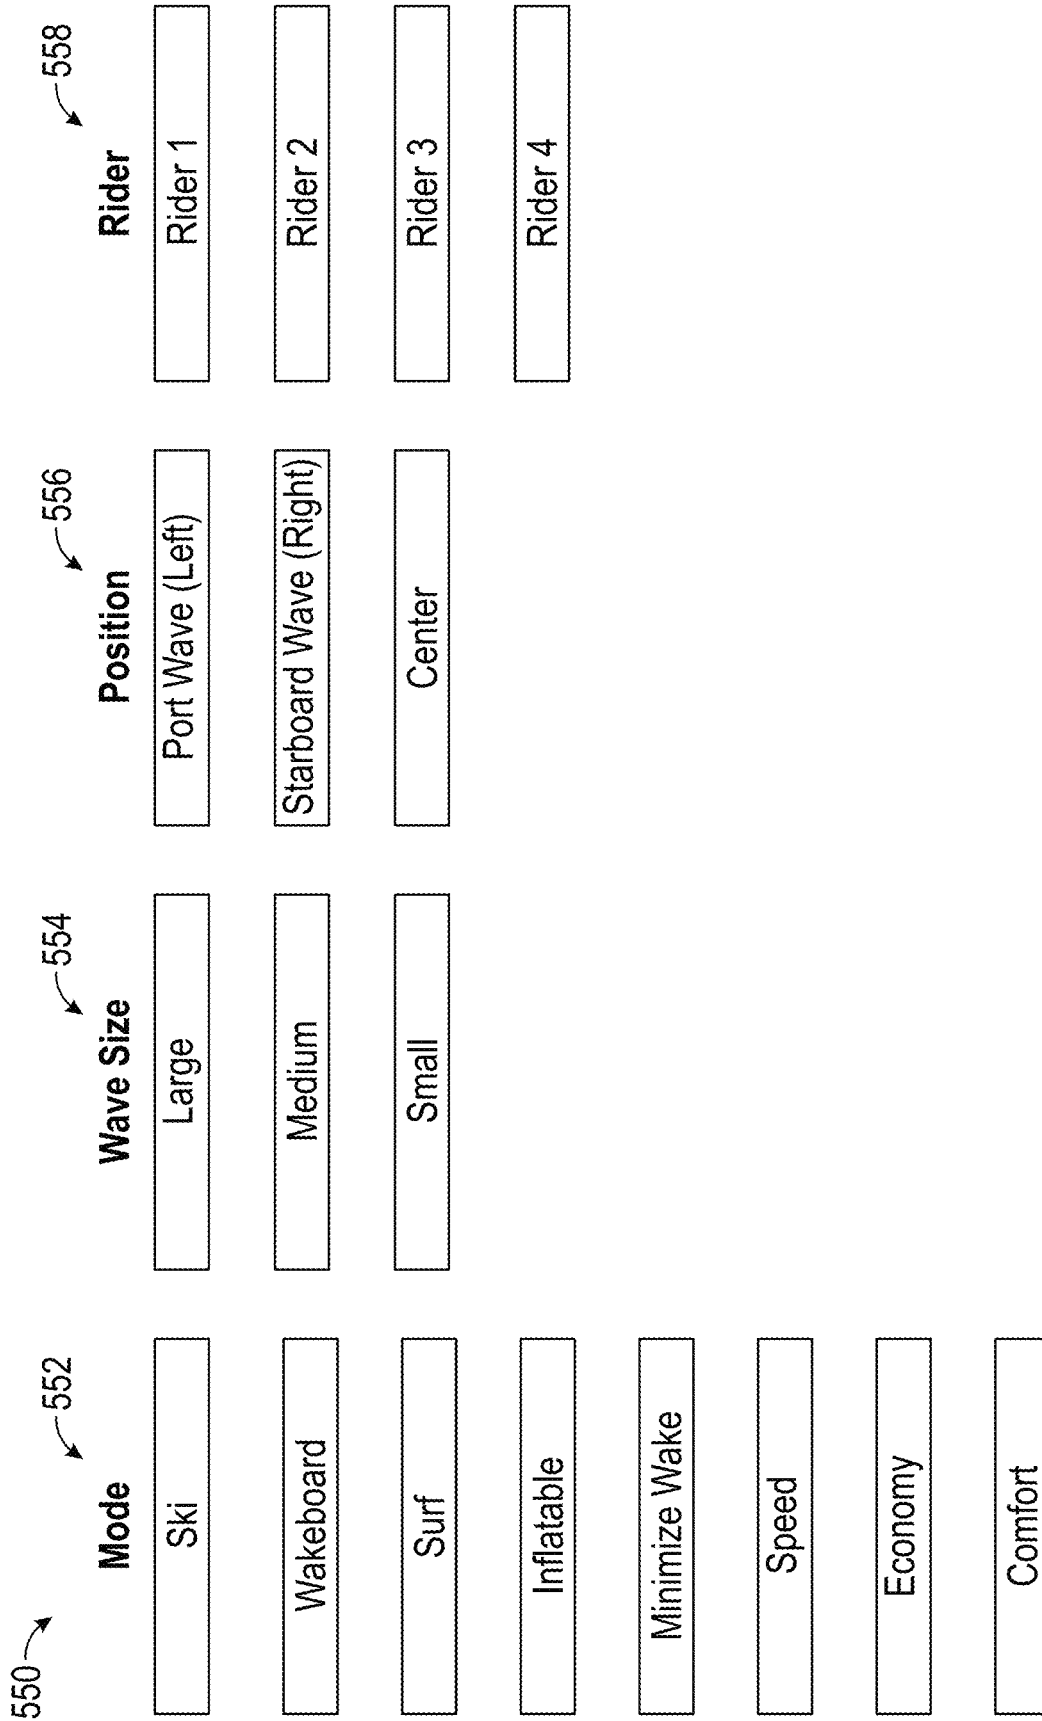 550
Mode
552
Ski
Wakeboard
Surf
Inflatable
Minimize Wake
Speed
Economy
Comfort
Wave Size
554
Large
Medium
Small
Position
556
Port Wave (Left)
Starboard Wave (Right)
Center
Rider
558
Rider 1
Rider 2
Rider 3
Rider 4